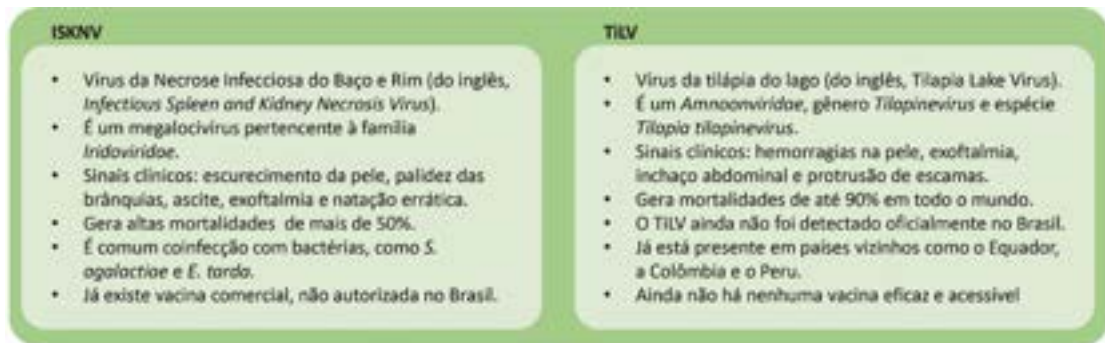 ISKNV
• Vírus da Necrose Infecciosa do Baço e Rim (do inglês,
Infectious Spleen and Kidney Necrosis Virus).
• É um megalocivirus pertencente à família
Iridoviridae.
• Sinais clínicos: escurecimento da pele, palidez das
brânquias, ascite, exoftalmia e natação errática.
• Gera altas mortalidades de mais de 50%.
• É comum coinfecção com bactérias, como S.
agalactiae e E. tarda.
• Já existe vacina comercial, não autorizada no Brasil.
TiLV
• Vírus da tilápia do lago (do inglês, Tilapia Lake Virus).
• É um Amnoonviridae, gênero Tilapinevirus e espécie
Tilapia tilapinevirus.
• Sinais clínicos: hemorragias na pele, exoftalmia,
inchaço abdominal e protrusão de escamas.
• Gera mortalidades de até 90% em todo o mundo.
• O TiLV ainda não foi detectado oficialmente no Brasil.
• Já está presente em países vizinhos como o Equador,
a Colômbia e o Peru.
• Ainda não há nenhuma vacina eficaz e acessível